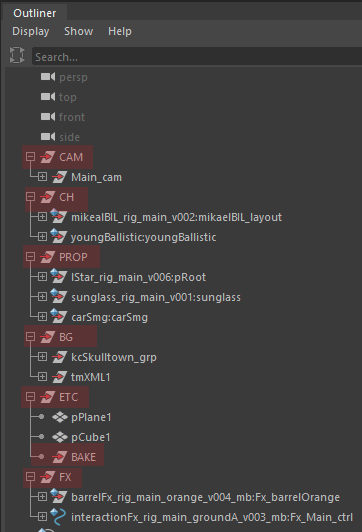 Outliner
Display Show Help
Search...
persp
top
front
side
CAM
Main_cam
CH
mikealBIL_rig_main_v002:mikaelBIL_layout
youngBallistic:youngBallistic
PROP
IStar_rig_main_v006:pRoot
sunglass_rig_main_v001:sunglass
carSmg:carSmg
BG
kcSkulltown_grp
tmXML1
ETC
pPlane1
pCube1
BAKE
FX
barrelFx_rig_main_orange_v004_mb:Fx_barrelOrange
interactionFx_rig_main_groundA_v003_mb:Fx_Main_ctrl